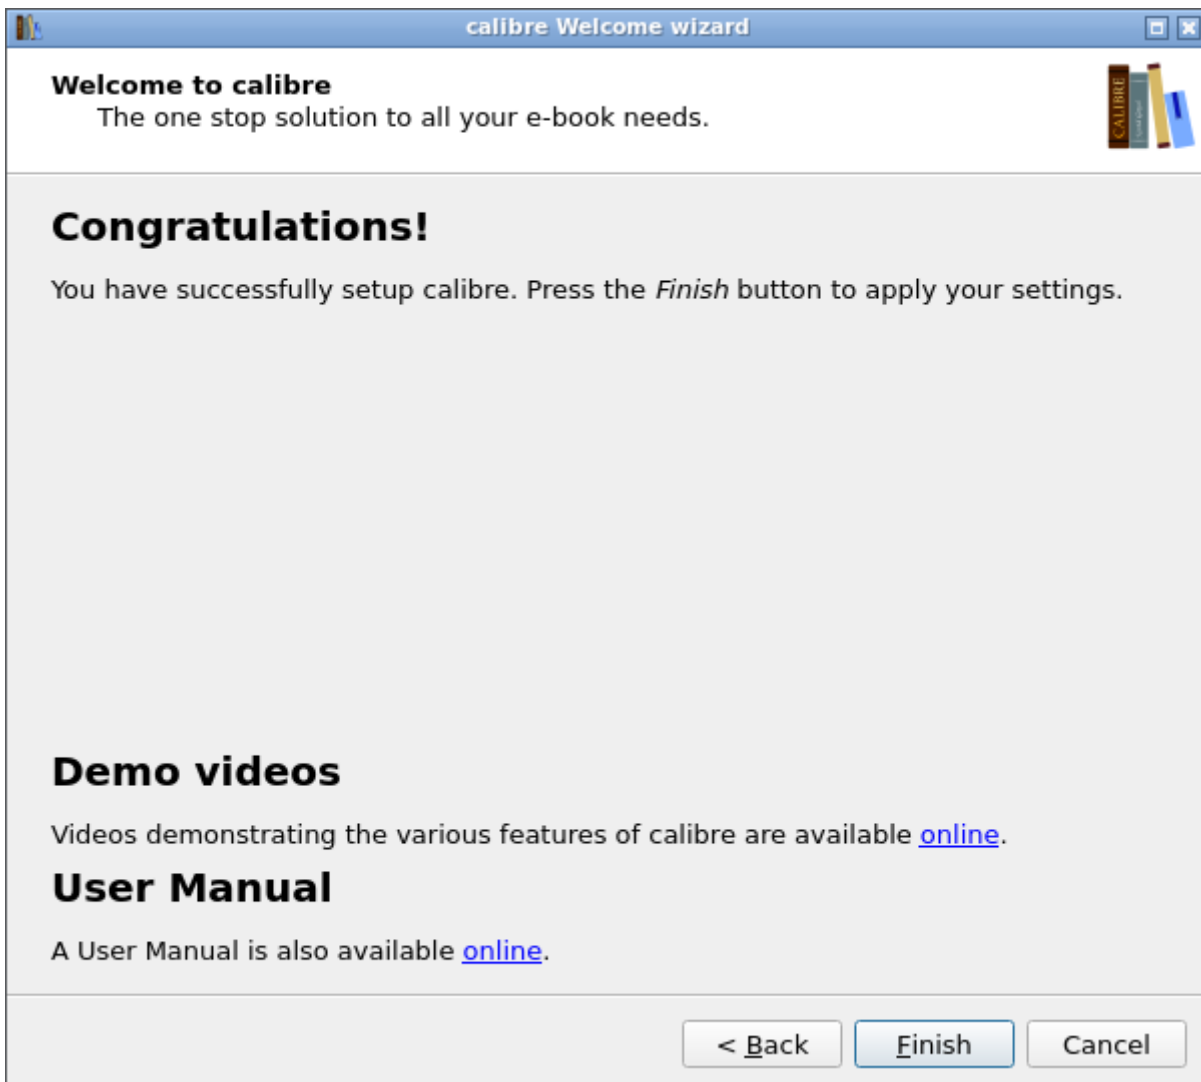 calibre Welcome wizard
Welcome to calibre
The one stop solution to all your e-book needs.
CALIBRE
Congratulations!
You have successfully setup calibre. Press the Finish button to apply your settings.
Demo videos
Videos demonstrating the various features of calibre are available online.
User Manual
A User Manual is also available online.
< Back
Finish
Cancel